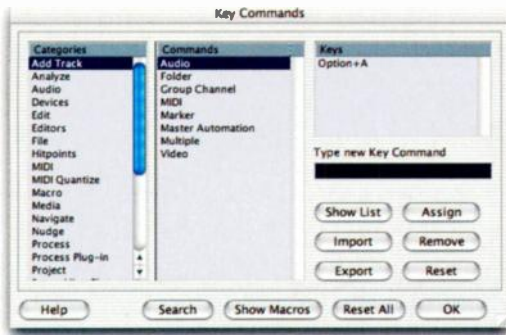 Key Commands
Categories
Add Track
Analyze
Audio
Devices
Edit
Editors
File
Hitpoints
MIDI
MIDI Quantize
Macro
Media
Navigate
Nudge
Process
Process Plug-in
Project
Commands
Audio
Folder
Group Channel
MIDI
Marker
Master Automation
Multiple
Video
Keys
Option+A
Type new Key Command
Show List
Assign
Import
Remove
Export
Reset
Help
Search
Show Macros
Reset All
OK